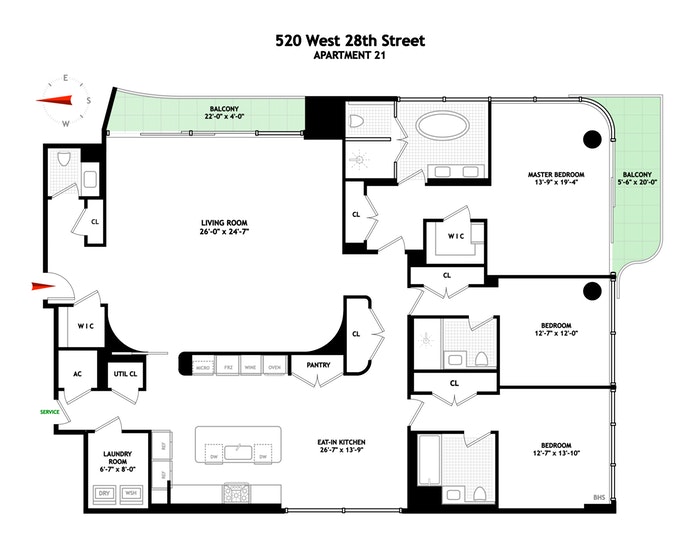 520 West 28th Street
APARTMENT 21
E
S
W
BALCONY
22'-0" x 4'-0"
CL
LIVING ROOM
26'-0" x 24'-7"
CL
MASTER BEDROOM
13'-9" x 19'-4"
BALCONY
5'-6" x 20'-0"
W I C
CL
W I C
CL
BEDROOM
12'-7" x 12'-0"
AC
UTIL CL
MICRO
FRZ
WINE
OVEN
PANTRY
CL
SERVICE
LAUNDRY
ROOM
6'-7" x 8'-0"
DRY
WSH
REF
REF
DW
DW
EAT-IN KITCHEN
26'-7" x 13'-9"
BEDROOM
12'-7" x 13'-10"
BHS